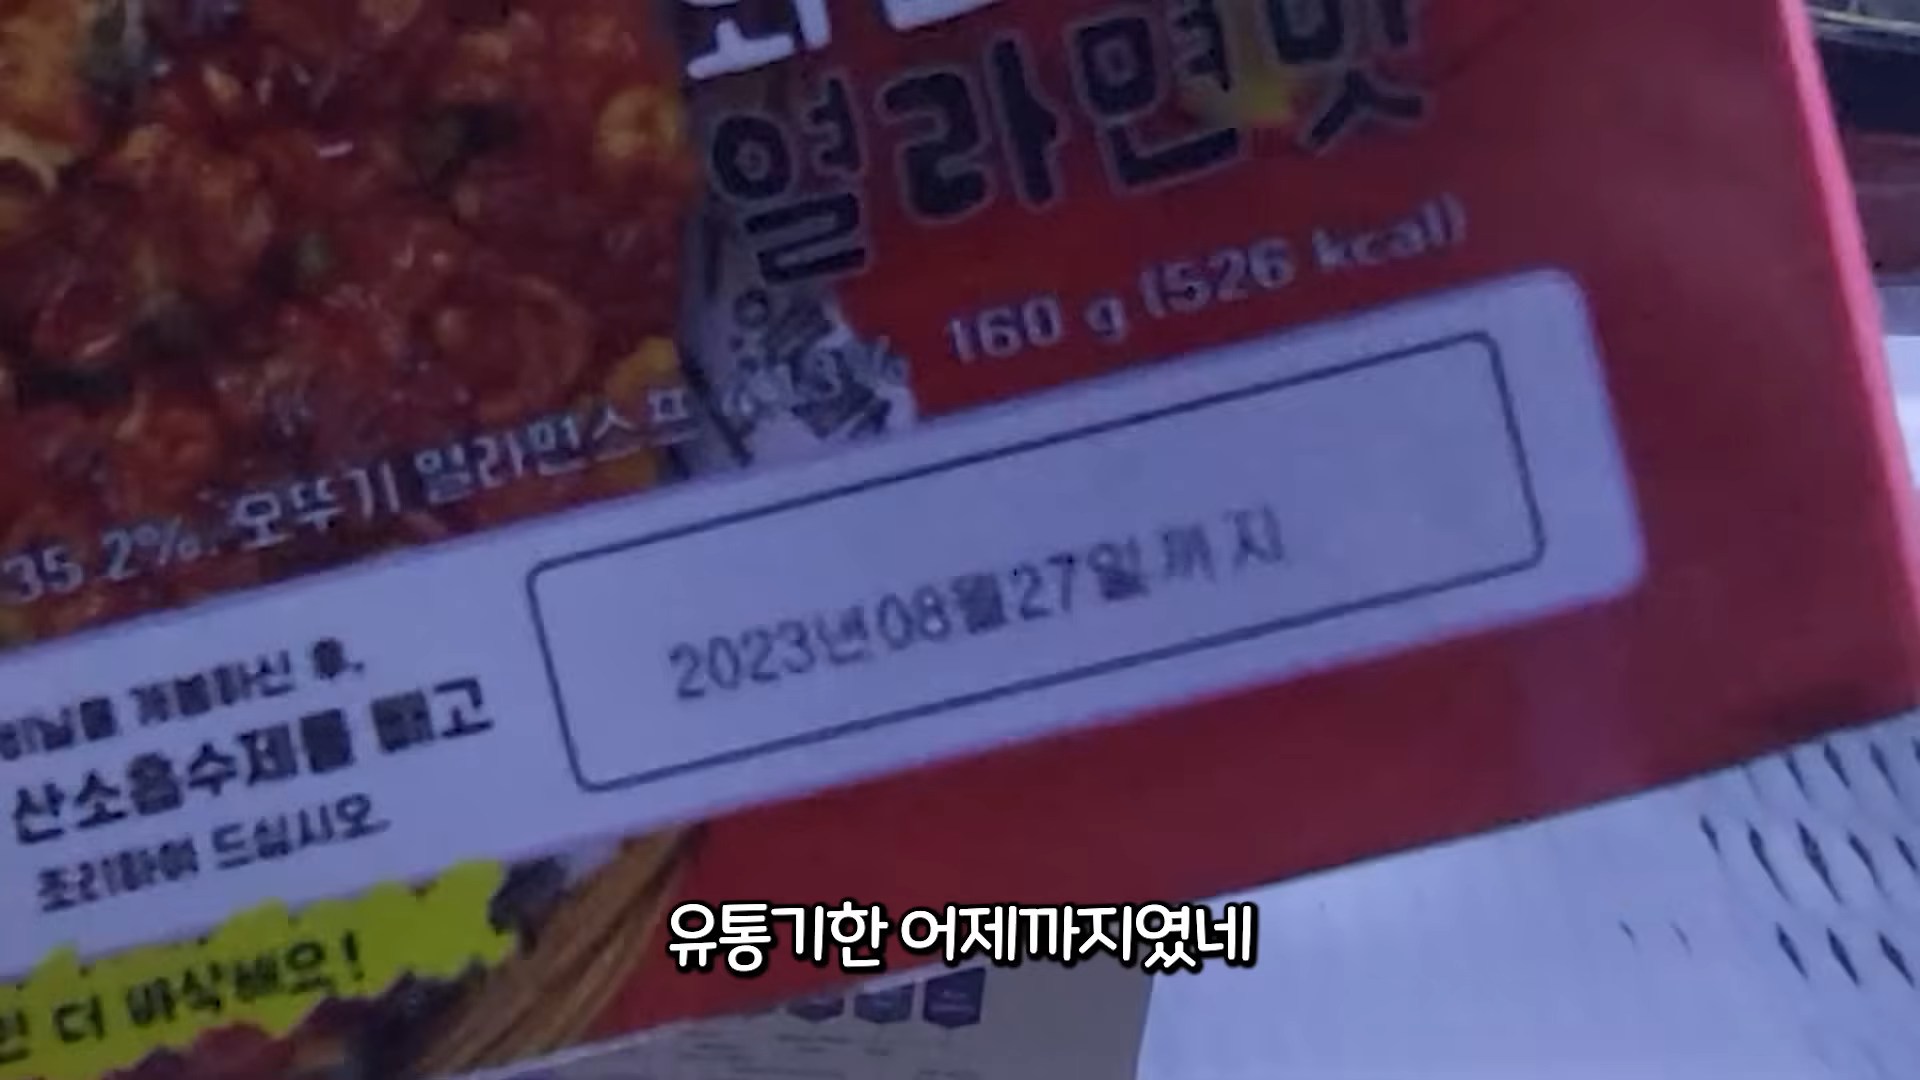 열라면맛
160 g (526 kcal)
35.2%, 오뚜기 열라면스프
2023년08월27일까지
비닐을 개봉하신 후,
산소흡수제를 빼고
조리하여 드십시오.
더 바삭해요!
유통기한 어제까지였네